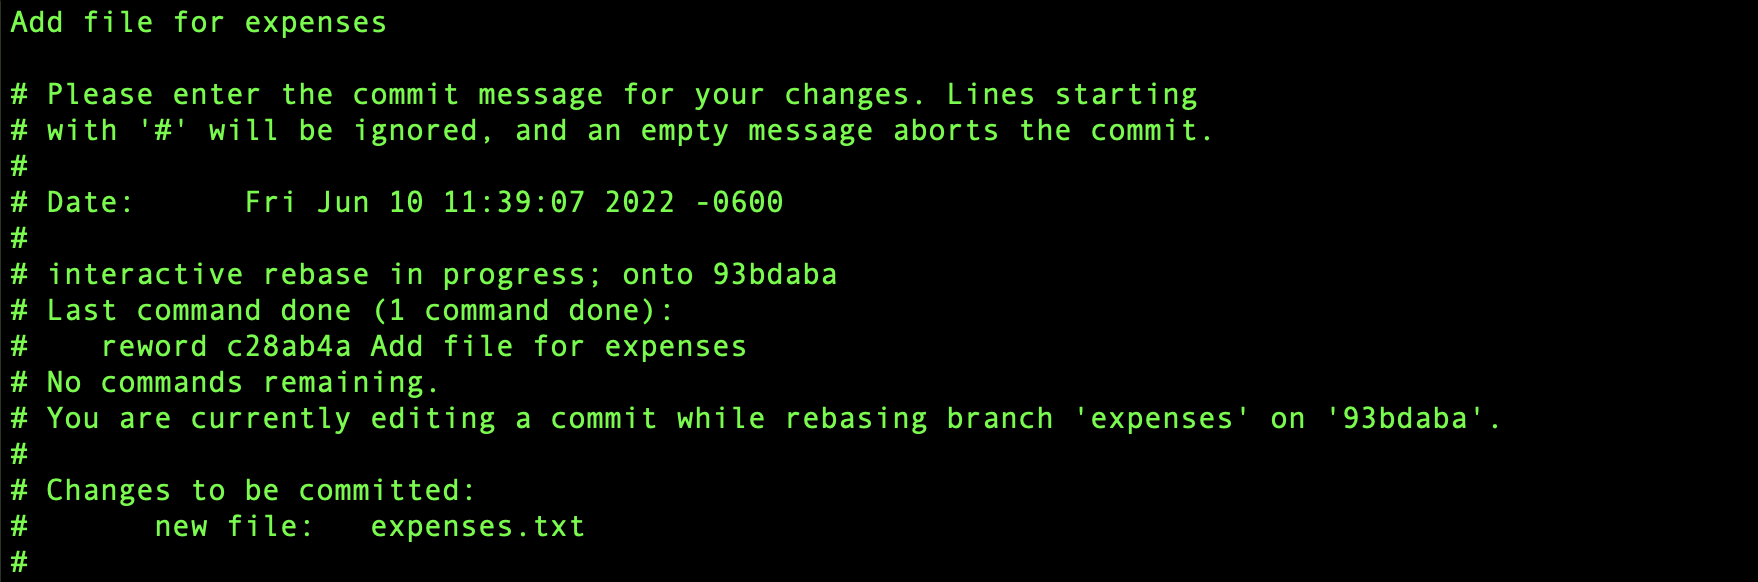 Add file for expenses

# Please enter the commit message for your changes. Lines starting
# with '#' will be ignored, and an empty message aborts the commit.
#
# Date:      Fri Jun 10 11:39:07 2022 -0600
#
# interactive rebase in progress; onto 93bdaba
# Last command done (1 command done):
#    reword c28ab4a Add file for expenses
# No commands remaining.
# You are currently editing a commit while rebasing branch 'expenses' on '93bdaba'.
#
# Changes to be committed:
#       new file:   expenses.txt
#